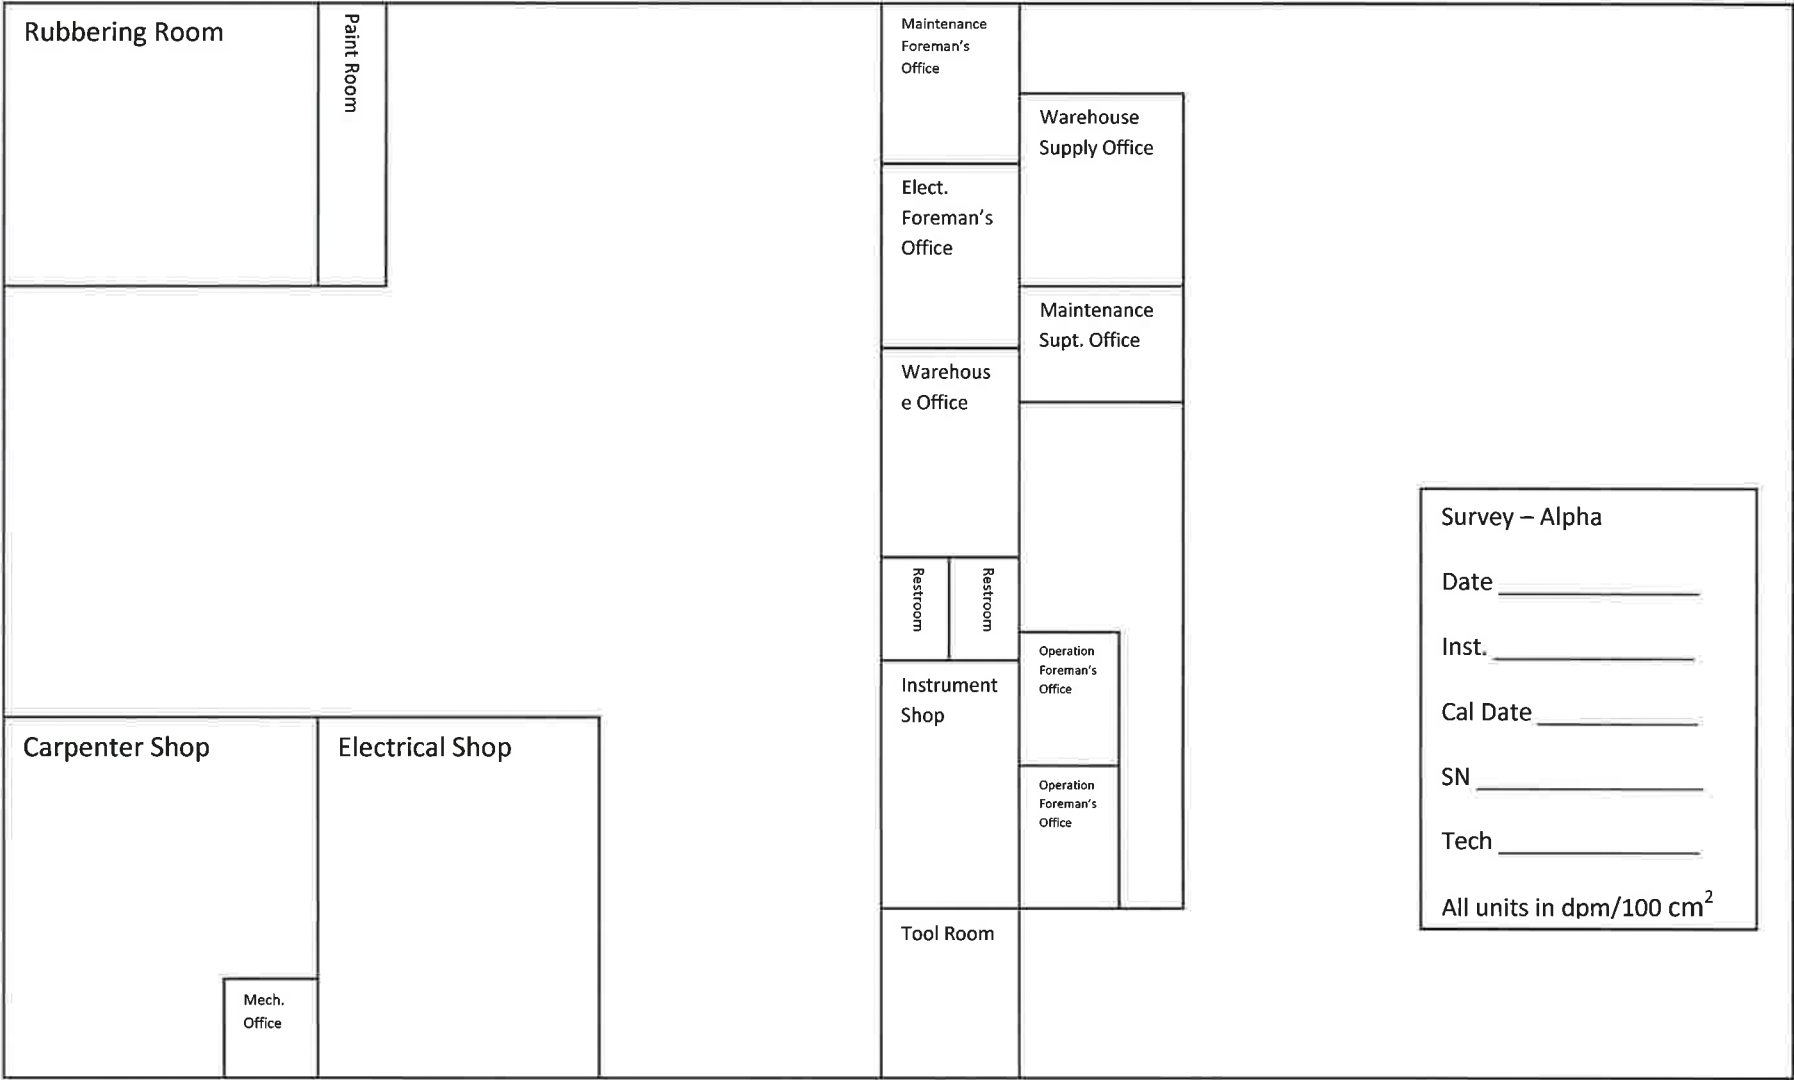 Rubbering Room
Paint Room
Maintenance
Foreman's
Office
Warehouse
Supply Office
Elect.
Foreman's
Office
Maintenance
Supt. Office
Warehous
e Office
Restroom
Restroom
Operation
Foreman's
Office
Instrument
Shop
Operation
Foreman's
Office
Carpenter Shop
Electrical Shop
Mech.
Office
Tool Room
Survey – Alpha
Date
Inst.
Cal Date
SN
Tech
All units in dpm/100 cm²